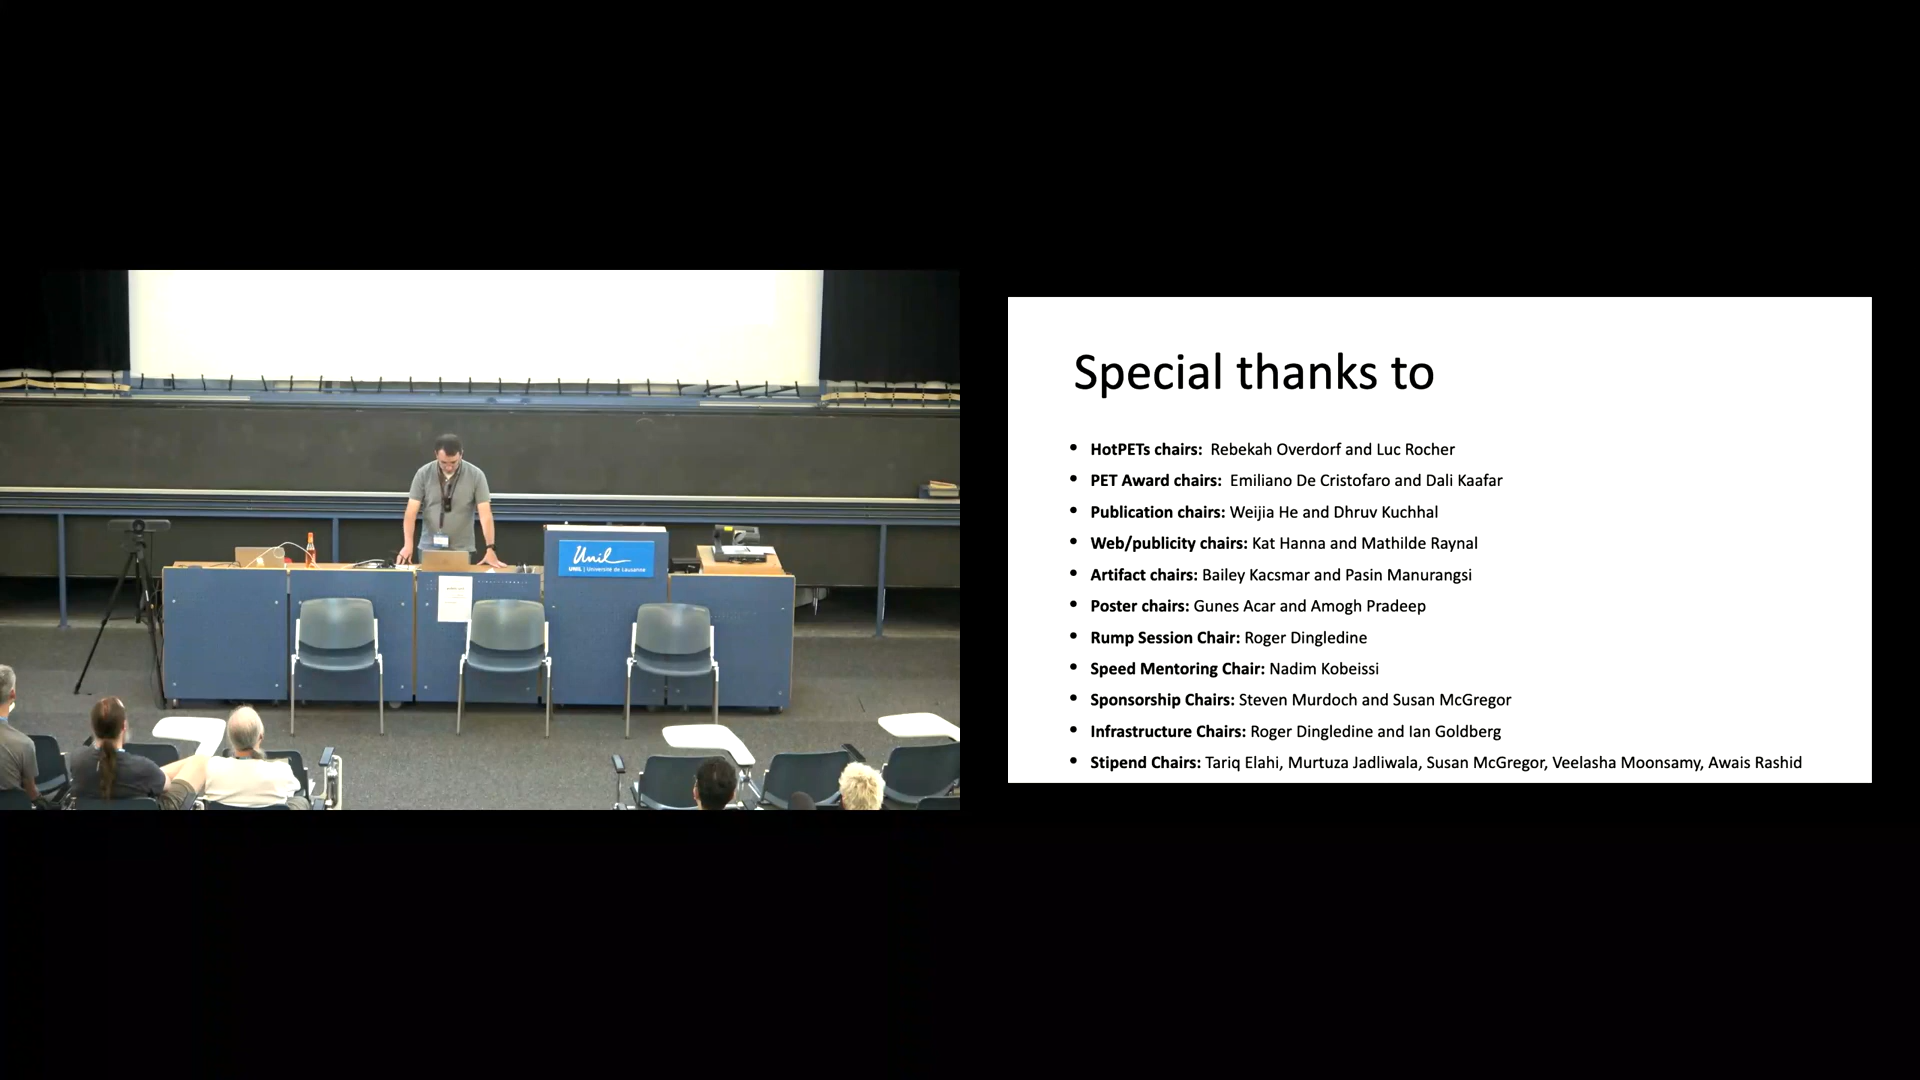 Unil
UNIL | Université de Lausanne
Special thanks to
• HotPETs chairs: Rebekah Overdorf and Luc Rocher
• PET Award chairs: Emiliano De Cristofaro and Dali Kaafar
• Publication chairs: Weijia He and Dhruv Kuchhal
• Web/publicity chairs: Kat Hanna and Mathilde Raynal
• Artifact chairs: Bailey Kacsmar and Pasin Manurangsi
• Poster chairs: Gunes Acar and Amogh Pradeep
• Rump Session Chair: Roger Dingledine
• Speed Mentoring Chair: Nadim Kobeissi
• Sponsorship Chairs: Steven Murdoch and Susan McGregor
• Infrastructure Chairs: Roger Dingledine and Ian Goldberg
• Stipend Chairs: Tariq Elahi, Murtuza Jadliwala, Susan McGregor, Veelasha Moonsamy, Awais Rashid